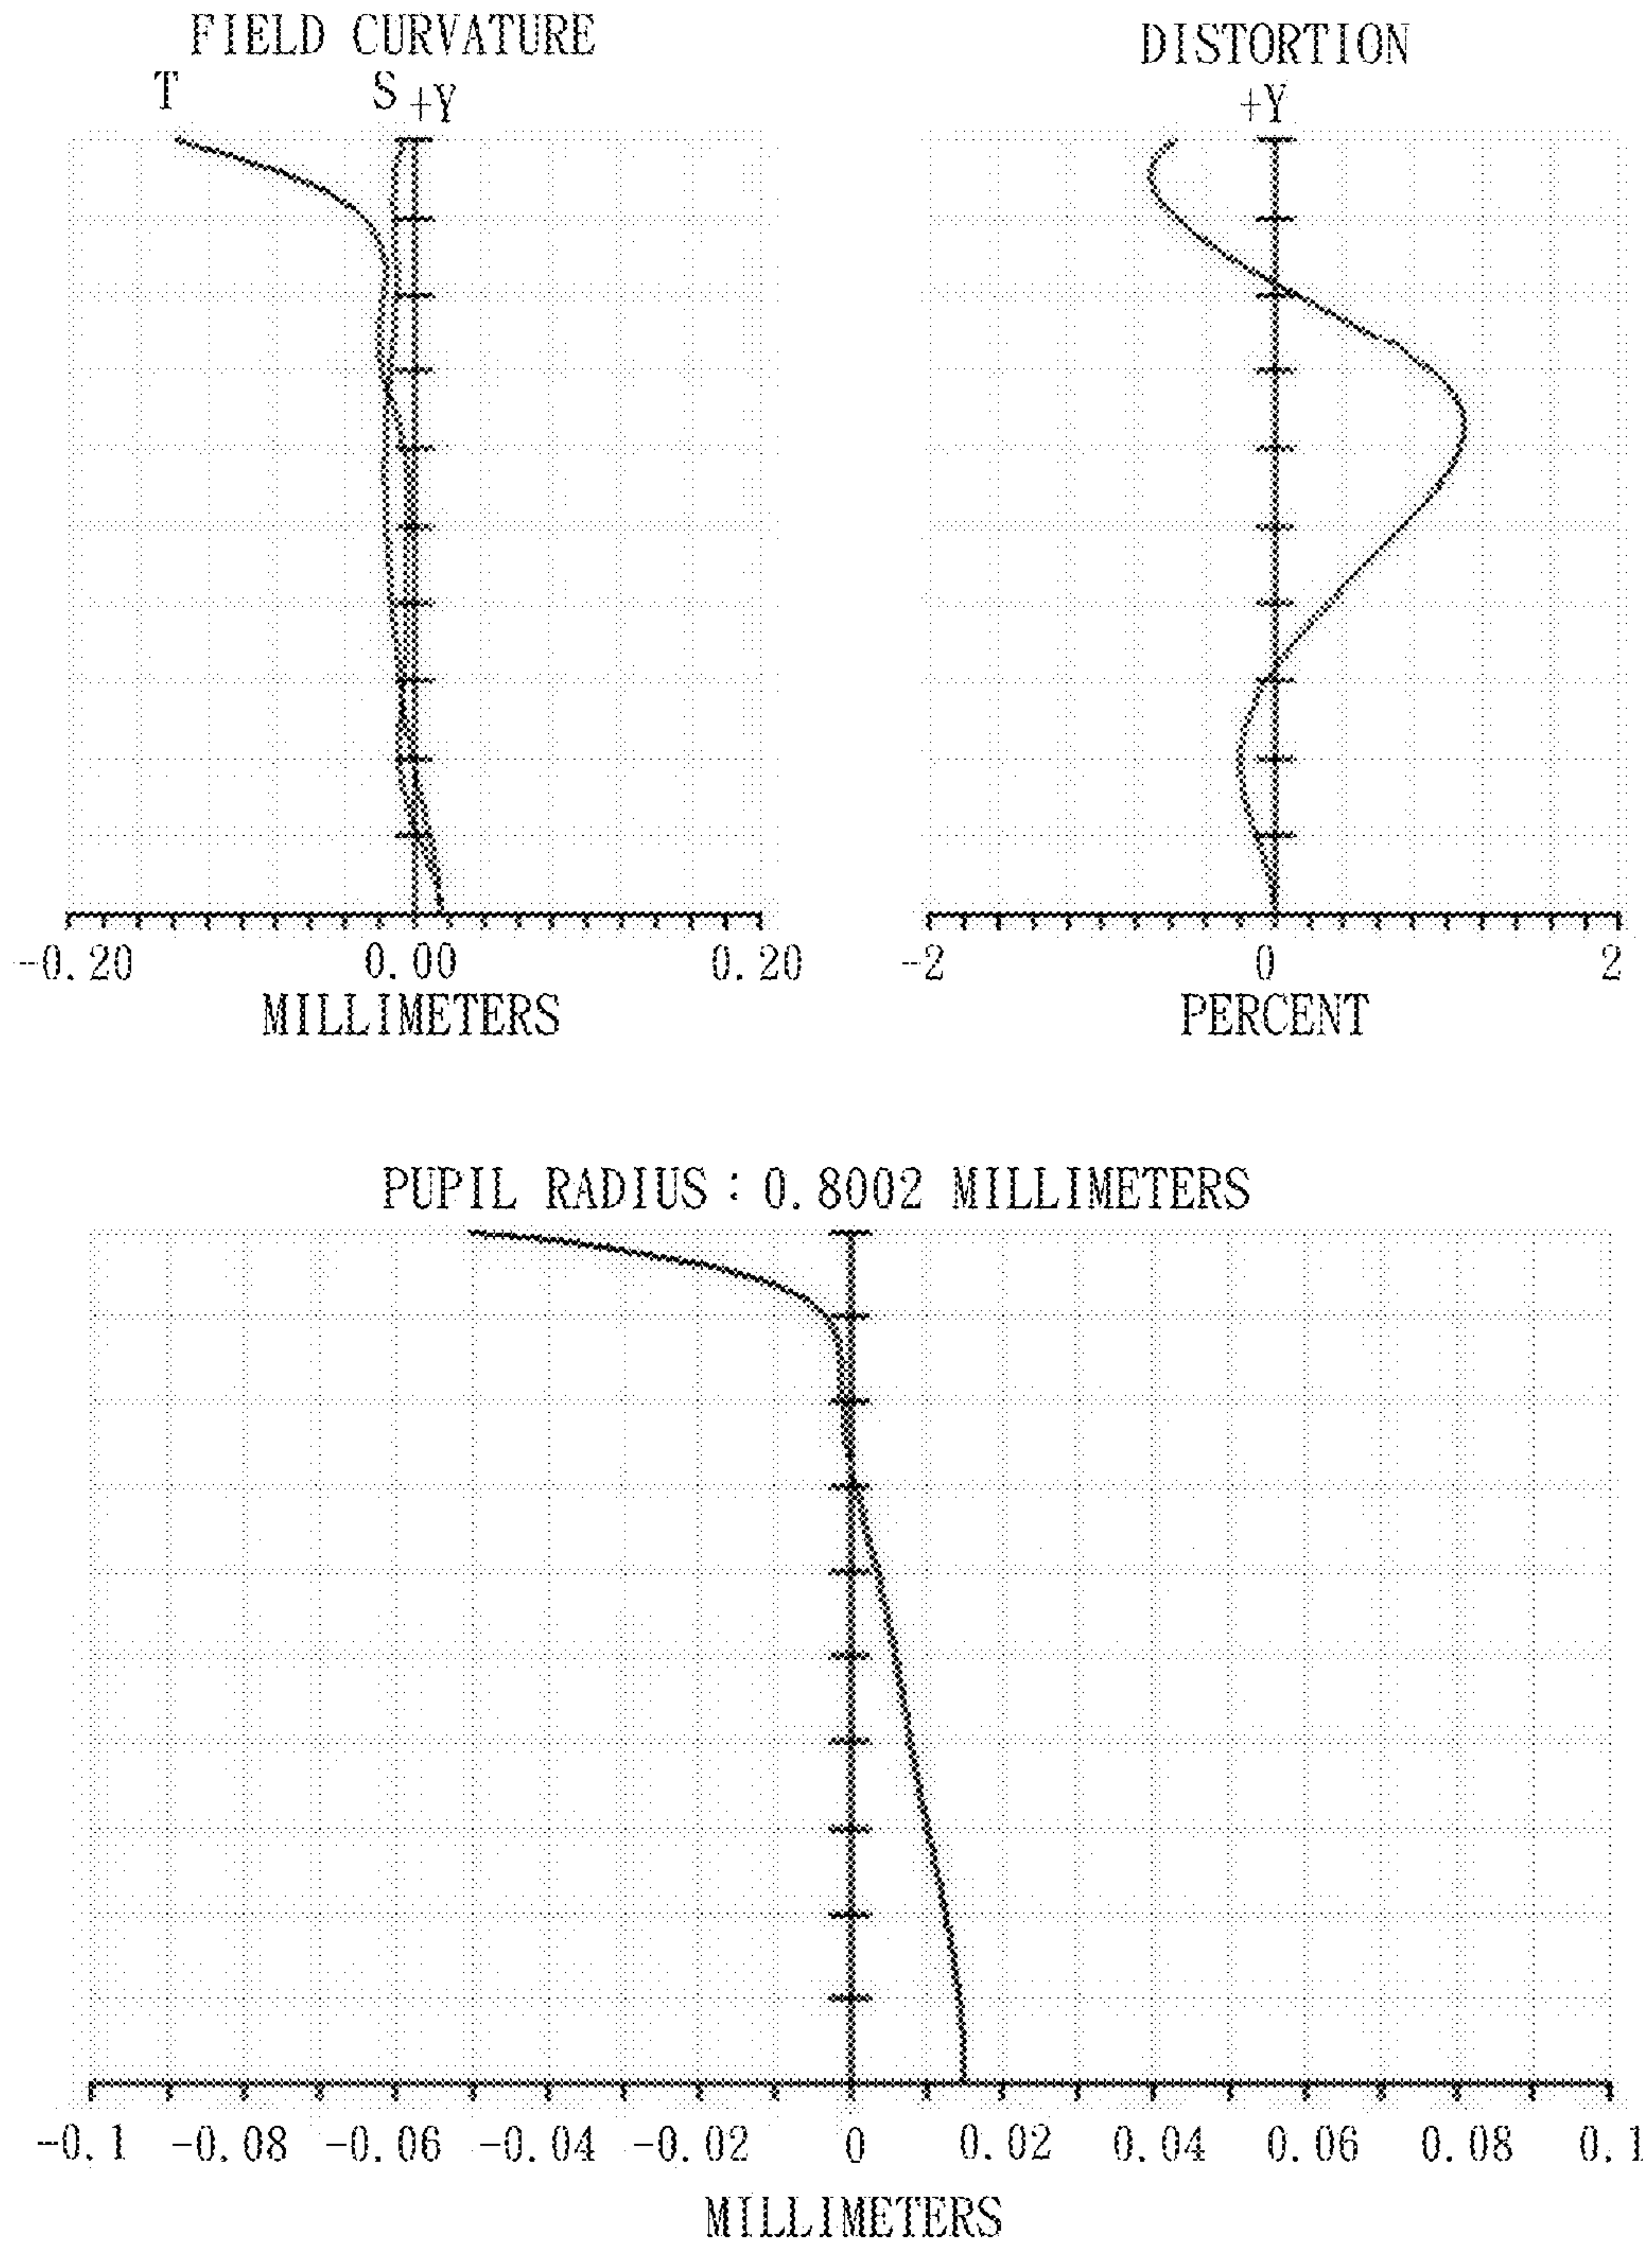 FIELD CURVATURE
T S +Y
-0.20 0.00 0.20
MILLIMETERS
DISTORTION
+Y
-2 0 2
PERCENT
PUPIL RADIUS : 0.8002 MILLIMETERS
-0.1 -0.08 -0.06 -0.04 -0.02 0 0.02 0.04 0.06 0.08 0.1
MILLIMETERS